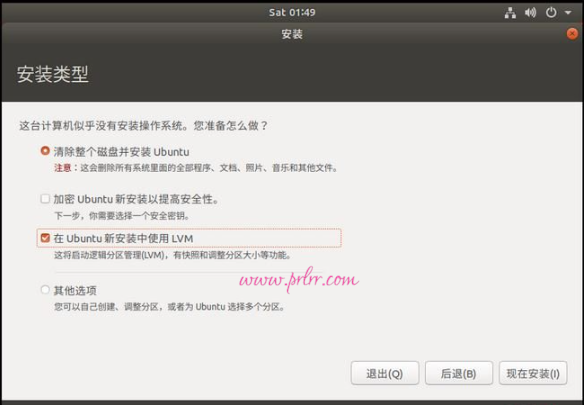 Sat 01:49
安装
安装类型
这台计算机似乎没有安装操作系统。您准备怎么做？
清除整个磁盘并安装 Ubuntu
注意：这会删除所有系统里面的全部程序、文档、照片、音乐和其他文件。
加密 Ubuntu 新安装以提高安全性。
下一步，你需要选择一个安全密钥。
在 Ubuntu 新安装中使用 LVM
这将启动逻辑分区管理(LVM)，有快照和调整分区大小等功能。
www.prlrr.com
其他选项
您可以自己创建、调整分区，或者为 Ubuntu 选择多个分区。
退出(Q) 后退(B) 现在安装(I)